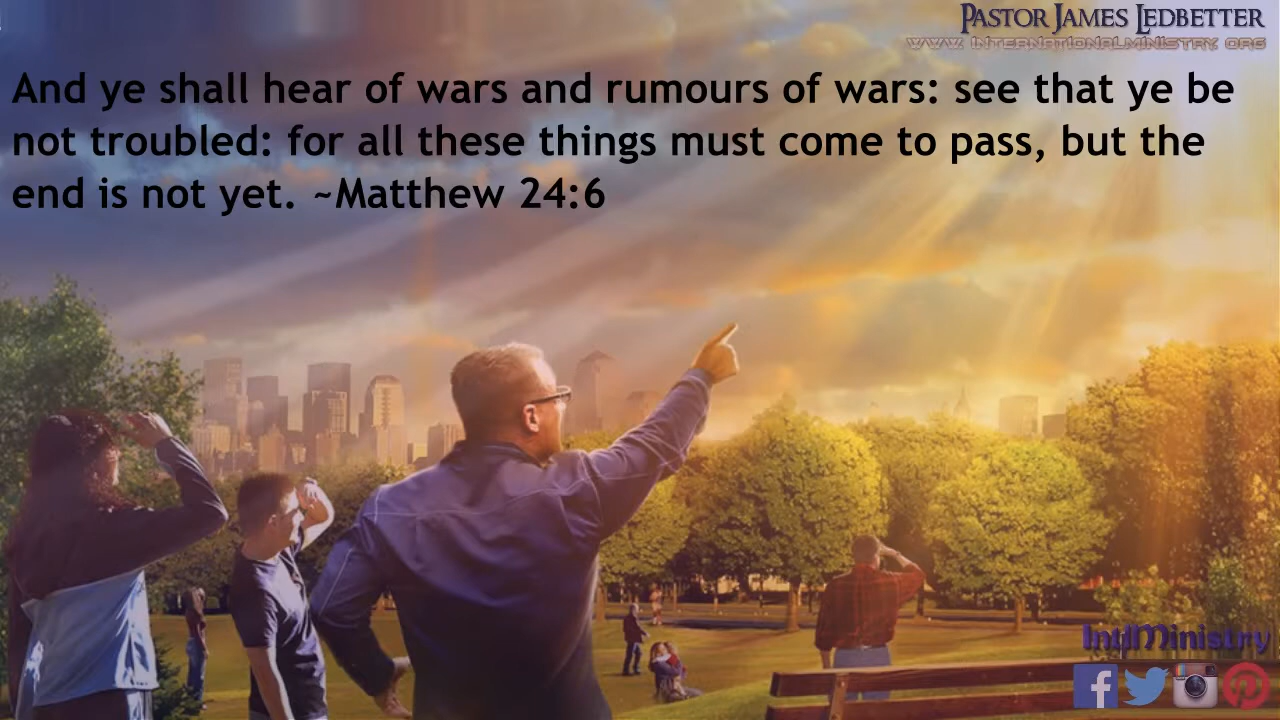 PASTOR JAMES LEDBETTER
WWW. INTERNATIONALMINISTRY. ORG
And ye shall hear of wars and rumours of wars: see that ye be
not troubled: for all these things must come to pass, but the
end is not yet. ~Matthew 24:6
IntlMinistry